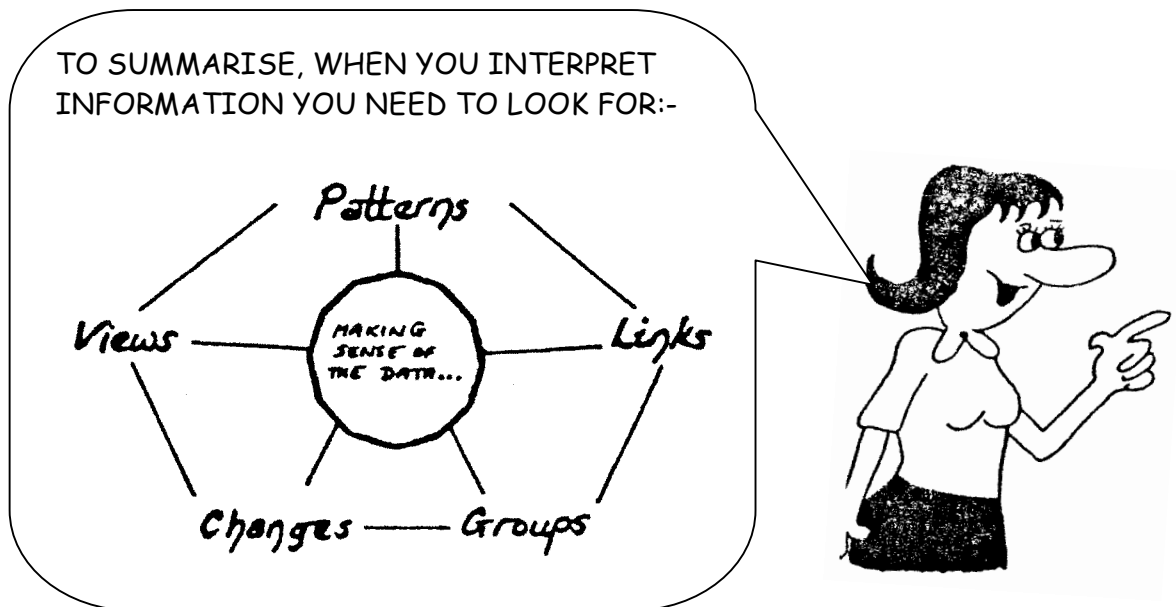 TO SUMMARISE, WHEN YOU INTERPRET
INFORMATION YOU NEED TO LOOK FOR:-
Patterns
Views
MAKING
SENSE OF
THE DATA...
Links
Changes
Groups